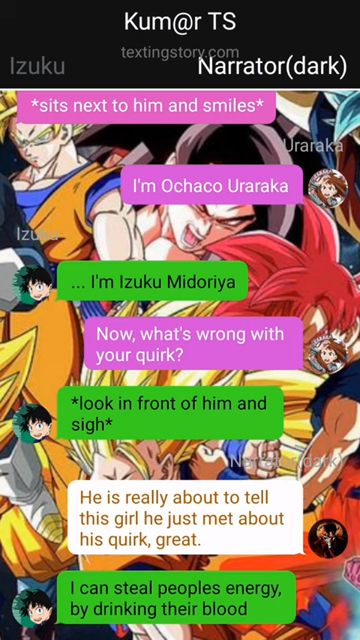 Kum@r TS
textingstory.com
Izuku
Narrator(dark)
*sits next to him and smiles*
Uraraka
I'm Ochaco Uraraka
Izuku
... I'm Izuku Midoriya
Now, what's wrong with
your quirk?
*look in front of him and
sigh*
Narrator(dark)
He is really about to tell
this girl he just met about
his quirk, great.
I can steal peoples energy,
by drinking their blood